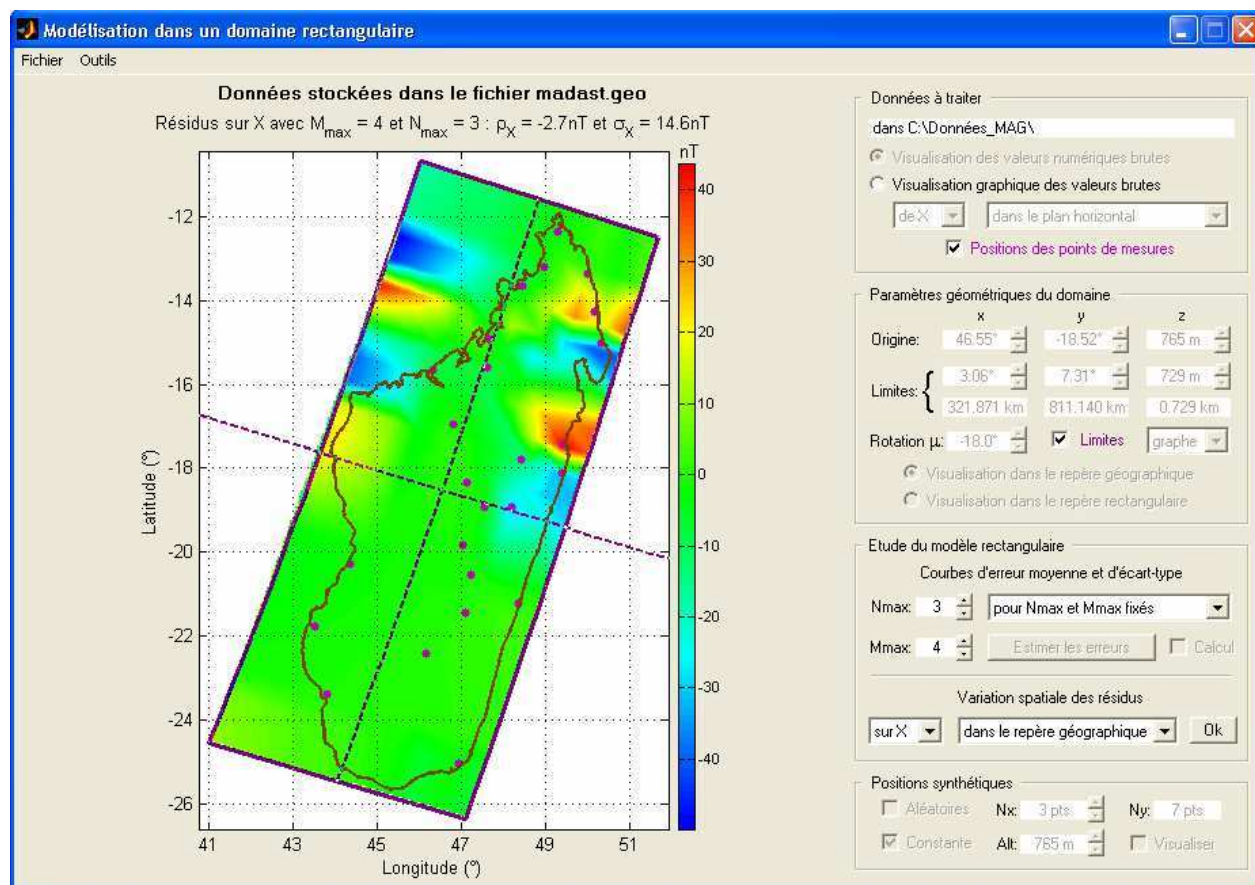 Modélisation dans un domaine rectangulaire
Fichier Outils
Données stockées dans le fichier madast.geo
Résidus sur X avec M_max = 4 et N_max = 3 : ρ_X = -2.7nT et σ_X = 14.6nT
nT
-12
-14
-16
-18
-20
-22
-24
-26
Latitude (°)
41 43 45 47 49 51
Longitude (°)
40
30
20
10
0
-10
-20
-30
-40
Données à traiter
dans C:\Données_MAG\
Visualisation des valeurs numériques brutes
Visualisation graphique des valeurs brutes
de X dans le plan horizontal
Positions des points de mesures
Paramètres géométriques du domaine
x y z
Origine: 46.55° -18.52° 765 m
Limites: { 3.06° 7.31° 729 m
321.871 km 811.140 km 0.729 km
Rotation µ: -18.0° Limites graphe
Visualisation dans le repère géographique
Visualisation dans le repère rectangulaire
Etude du modèle rectangulaire
Courbes d'erreur moyenne et d'écart-type
Nmax: 3 pour Nmax et Mmax fixés
Mmax: 4 Estimer les erreurs Calcul
Variation spatiale des résidus
sur X dans le repère géographique Ok
Positions synthétiques
Aléatoires Nx: 3 pts Ny: 7 pts
Constante Alt: 765 m Visualiser